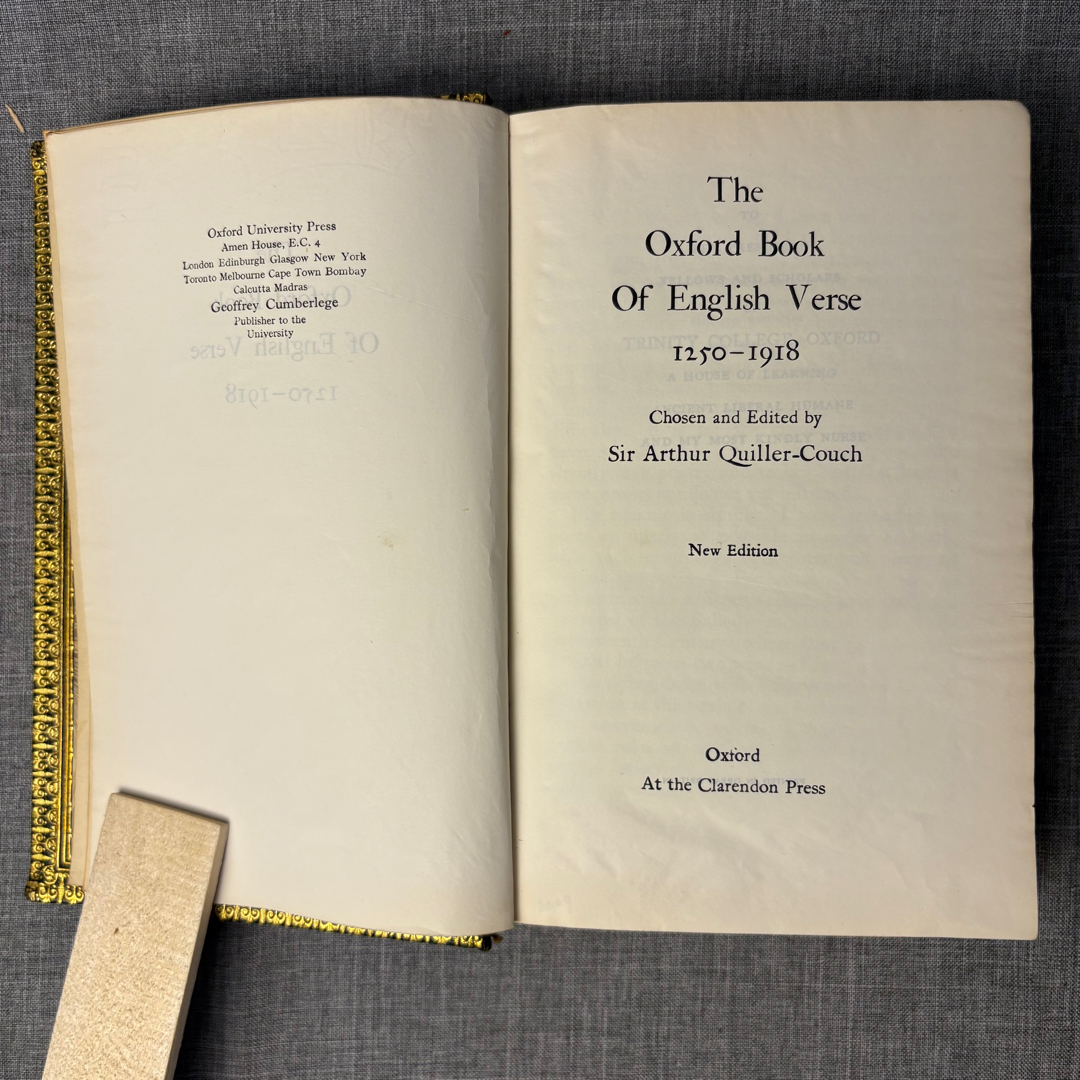 Oxford University Press
Amen House, E.C. 4
London Edinburgh Glasgow New York
Toronto Melbourne Cape Town Bombay
Calcutta Madras
Geoffrey Cumberlege
Publisher to the
University
The
Oxford Book
Of English Verse
1250–1918
Chosen and Edited by
Sir Arthur Quiller-Couch
New Edition
Oxford
At the Clarendon Press